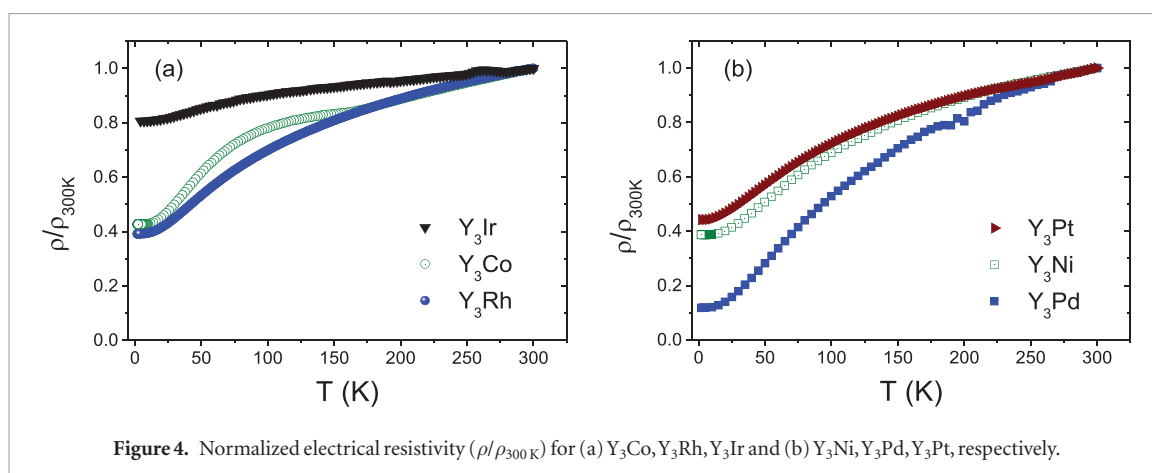 (a)
ρ/ρ300K
1.0
0.8
0.6
0.4
0.2
0.0
Y3Ir
Y3Co
Y3Rh
0 50 100 150 200 250 300
T (K)
(b)
ρ/ρ300K
1.0
0.8
0.6
0.4
0.2
0.0
Y3Pt
Y3Ni
Y3Pd
0 50 100 150 200 250 300
T (K)
Figure 4. Normalized electrical resistivity (ρ/ρ300 K) for (a) Y3Co, Y3Rh, Y3Ir and (b) Y3Ni, Y3Pd, Y3Pt, respectively.